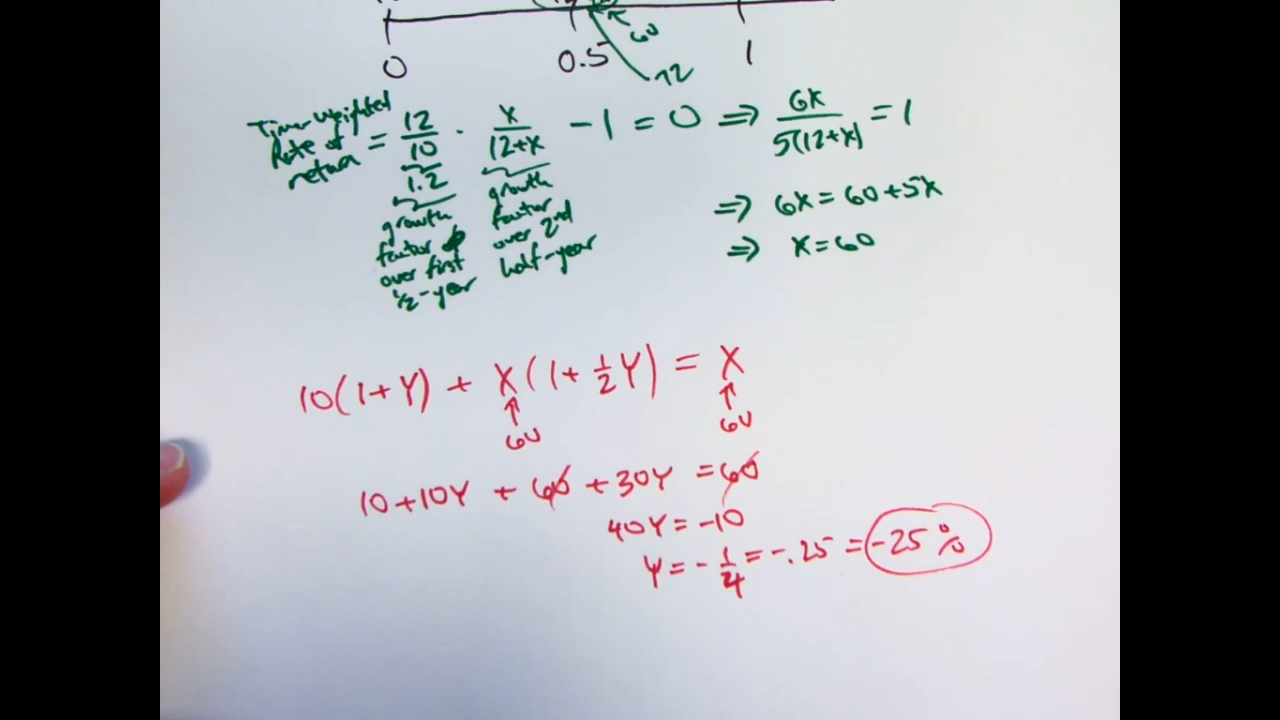 60
0 0.5 1
72
Time-Weighted Rate of return = 12/10 · X/(12+X) - 1 = 0 ⇒ 6X/5(12+X) = 1
1.2
growth factor over first 1/2-year
growth factor over 2nd half-year
⇒ 6X = 60 + 5X
⇒ X = 60
10(1+Y) + X(1+½Y) = X
60 60
10+10Y + 60 + 30Y = 60
40Y = -10
Y = -1/4 = -.25 = -25%